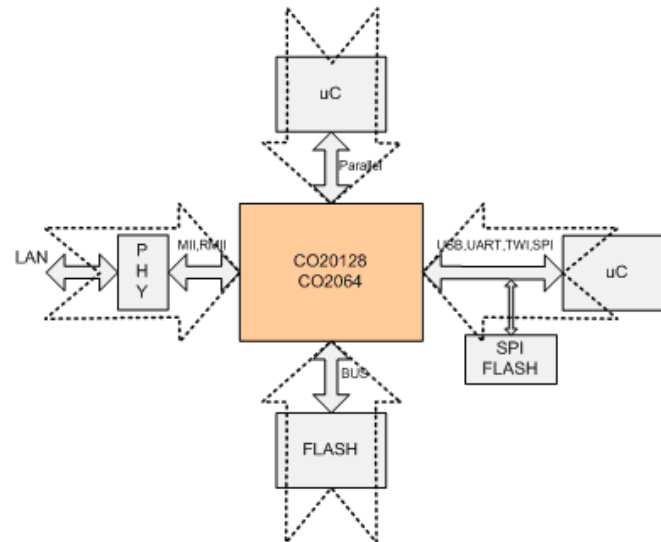 uC
Parallel
LAN
P
H
Y
MII,RMII
CO20128
CO2064
USB,UART,TWI,SPI
uC
SPI
FLASH
BUS
FLASH